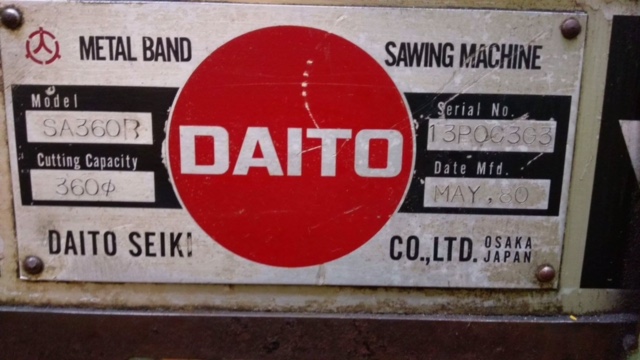 METAL BAND SAWING MACHINE
Model
SA360R
Cutting Capacity
360φ
DAITO
Serial No.
Date Mfd.
MAY,
DAITO SEIKI CO.,LTD. OSAKA
JAPAN